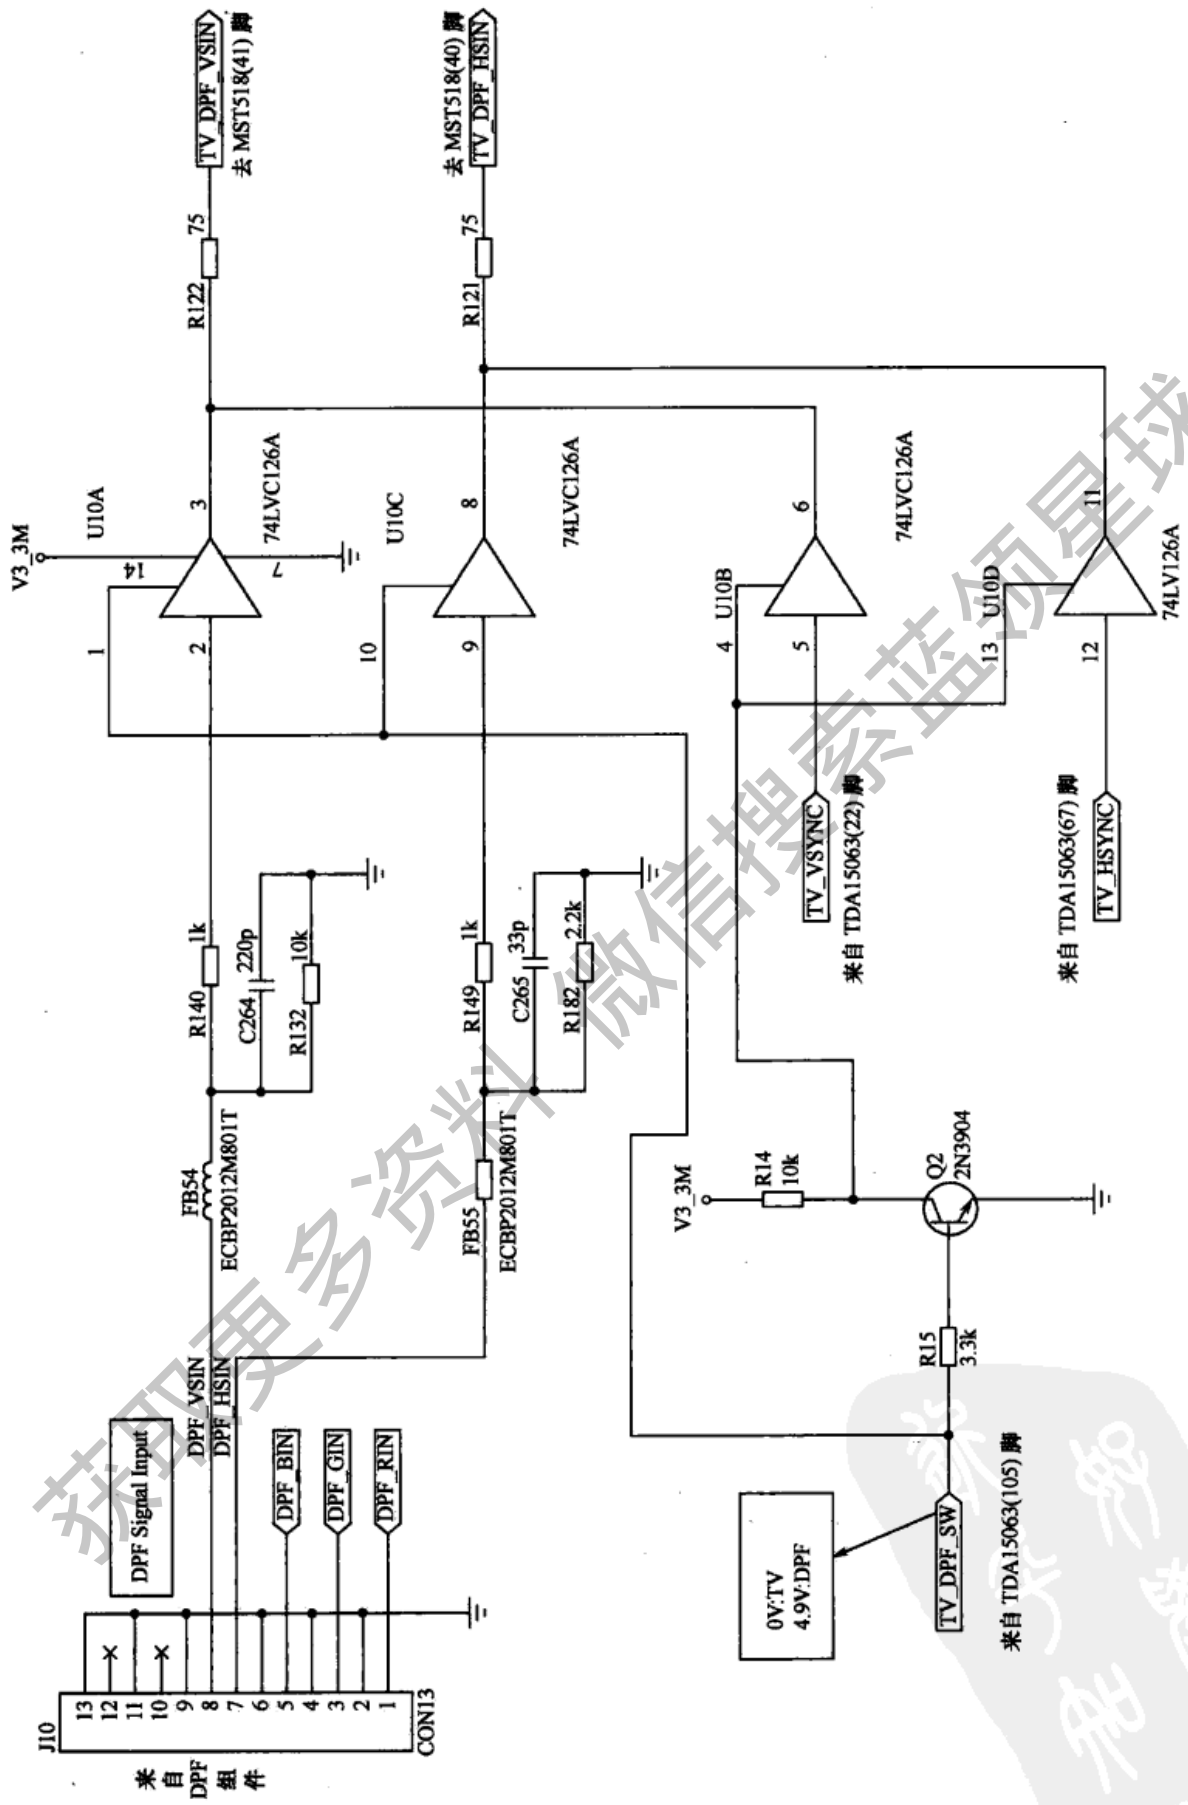 J10
CON13
来自DPF组件
13
12
11
10
9
8
7
6
5
4
3
2
1
DPF Signal Input
DPF_VSIN
DPF_HSIN
DPF_BIN
DPF_GIN
DPF_RIN
FB54
ECBP2012M801T
R140
1k
C264
220p
R132
10k
FB55
ECBP2012M801T
R149
1k
C265
33p
R182
2.2k
V3_3M
14
U10A
1
2
3
7
74LVC126A
R122
75
TV_DPF_VSIN
去 MST518(41) 脚
U10C
10
9
8
74LVC126A
R121
75
去 MST518(40) 脚
TV_DPF_HSIN
U10B
4
5
6
74LVC126A
TV_VSYNC
来自 TDA15063(22) 脚
U10D
13
12
11
74LV126A
来自 TDA15063(67) 脚
TV_HSYNC
V3_3M
R14
10k
Q2
2N3904
R15
3.3k
0V:TV
4.9V:DPF
TV_DPF_SW
来自 TDA15063(105) 脚
获取更多资料 微信搜索蓝领星球